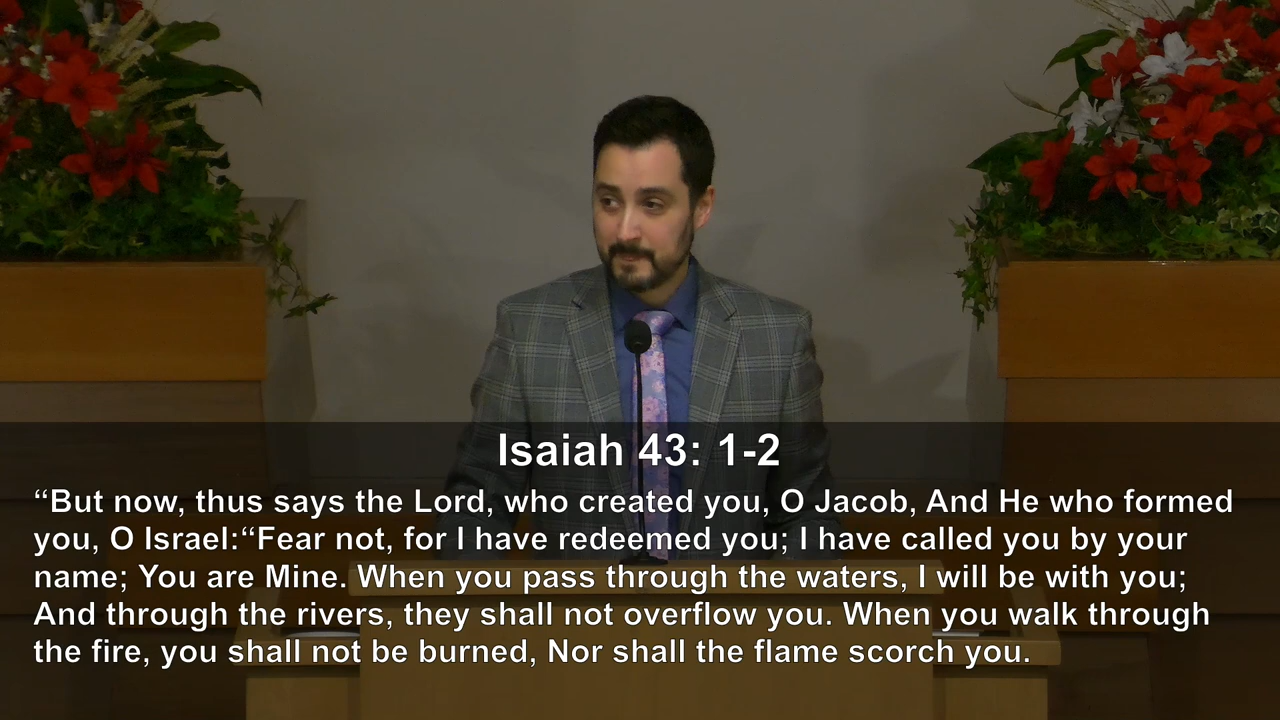 Isaiah 43: 1-2
“But now, thus says the Lord, who created you, O Jacob, And He who formed
you, O Israel:“Fear not, for I have redeemed you; I have called you by your
name; You are Mine. When you pass through the waters, I will be with you;
And through the rivers, they shall not overflow you. When you walk through
the fire, you shall not be burned, Nor shall the flame scorch you.